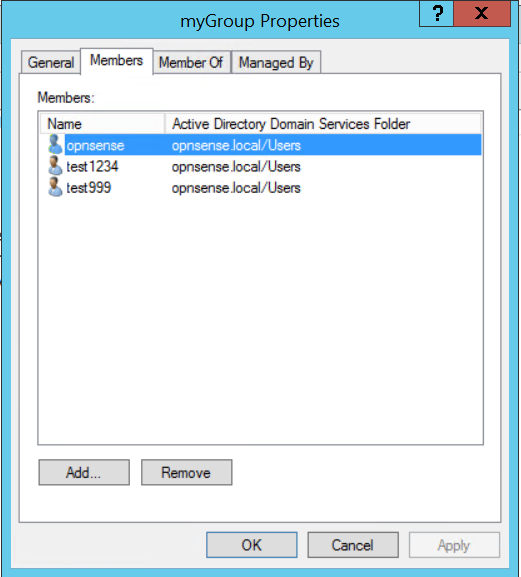 myGroup Properties
? X
General Members Member Of Managed By
Members:
Name Active Directory Domain Services Folder
opnsense opnsense.local/Users
test1234 opnsense.local/Users
test999 opnsense.local/Users
Add... Remove
OK Cancel Apply